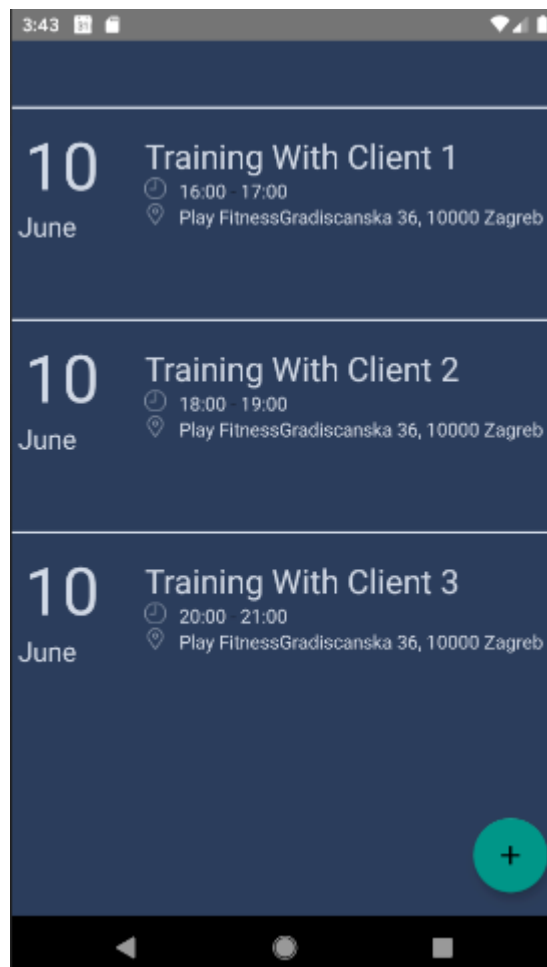 3:43
31
10
June
Training With Client 1
16:00 - 17:00
Play FitnessGradiscanska 36, 10000 Zagreb
10
June
Training With Client 2
18:00 - 19:00
Play FitnessGradiscanska 36, 10000 Zagreb
10
June
Training With Client 3
20:00 - 21:00
Play FitnessGradiscanska 36, 10000 Zagreb
+